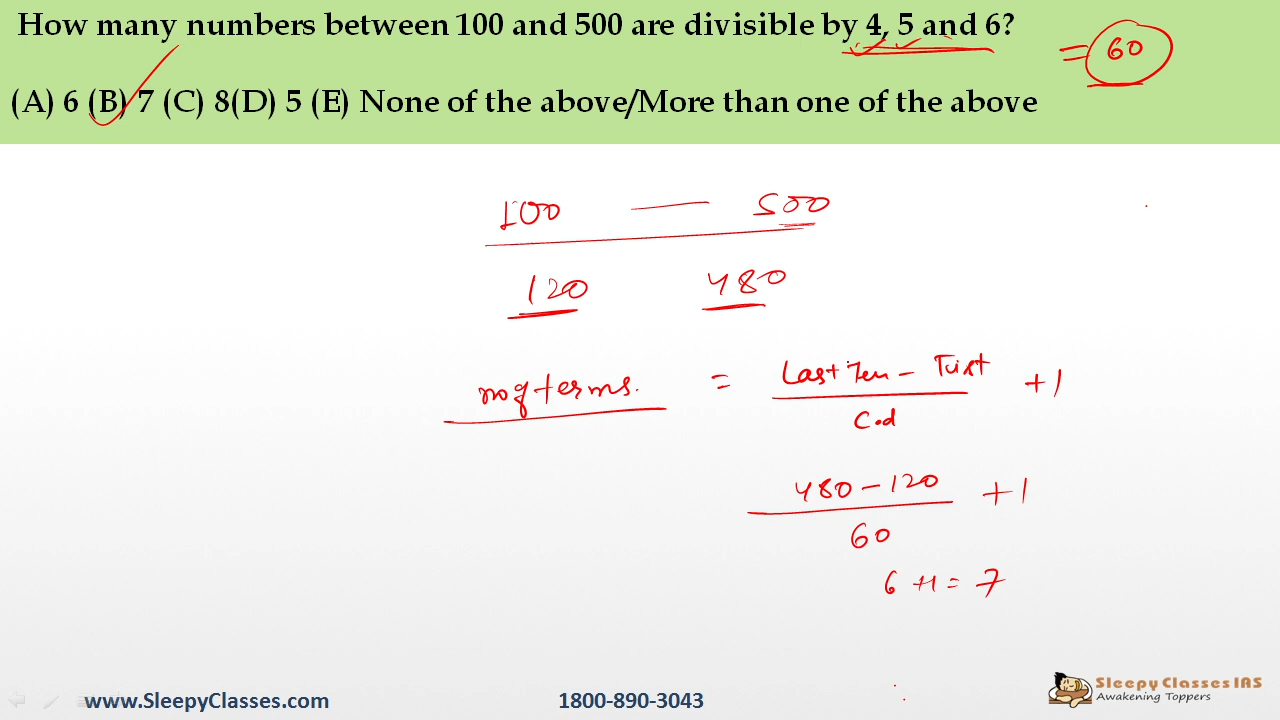 How many numbers between 100 and 500 are divisible by 4, 5 and 6?
= 60
(A) 6 (B) 7 (C) 8(D) 5 (E) None of the above/More than one of the above
100 — 500
120 480
no of terms. = Last Term - First + 1
C.d
480 - 120 + 1
60
6 +1 = 7
www.SleepyClasses.com
1800-890-3043
Sleepy Classes IAS
Awakening Toppers